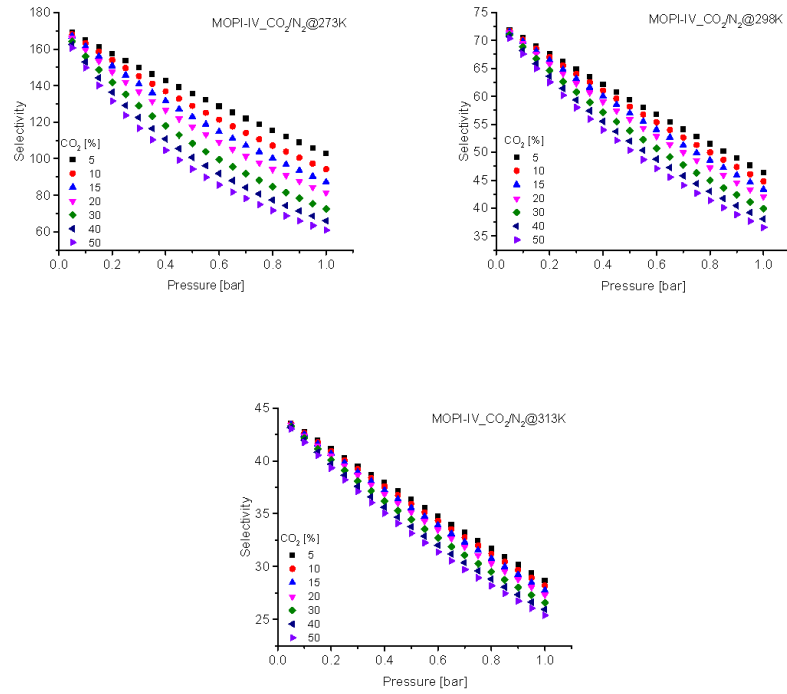 MOPI-IV_CO₂/N₂@273K
Selectivity
180
160
140
120
100
80
60
CO₂ [%]
5
10
15
20
30
40
50
0.0 0.2 0.4 0.6 0.8 1.0
Pressure [bar]
MOPI-IV_CO₂/N₂@298K
Selectivity
75
70
65
60
55
50
45
40
35
CO₂ [%]
5
10
15
20
30
40
50
0.0 0.2 0.4 0.6 0.8 1.0
Pressure [bar]
MOPI-IV_CO₂/N₂@313K
Selectivity
45
40
35
30
25
CO₂ [%]
5
10
15
20
30
40
50
0.0 0.2 0.4 0.6 0.8 1.0
Pressure [bar]